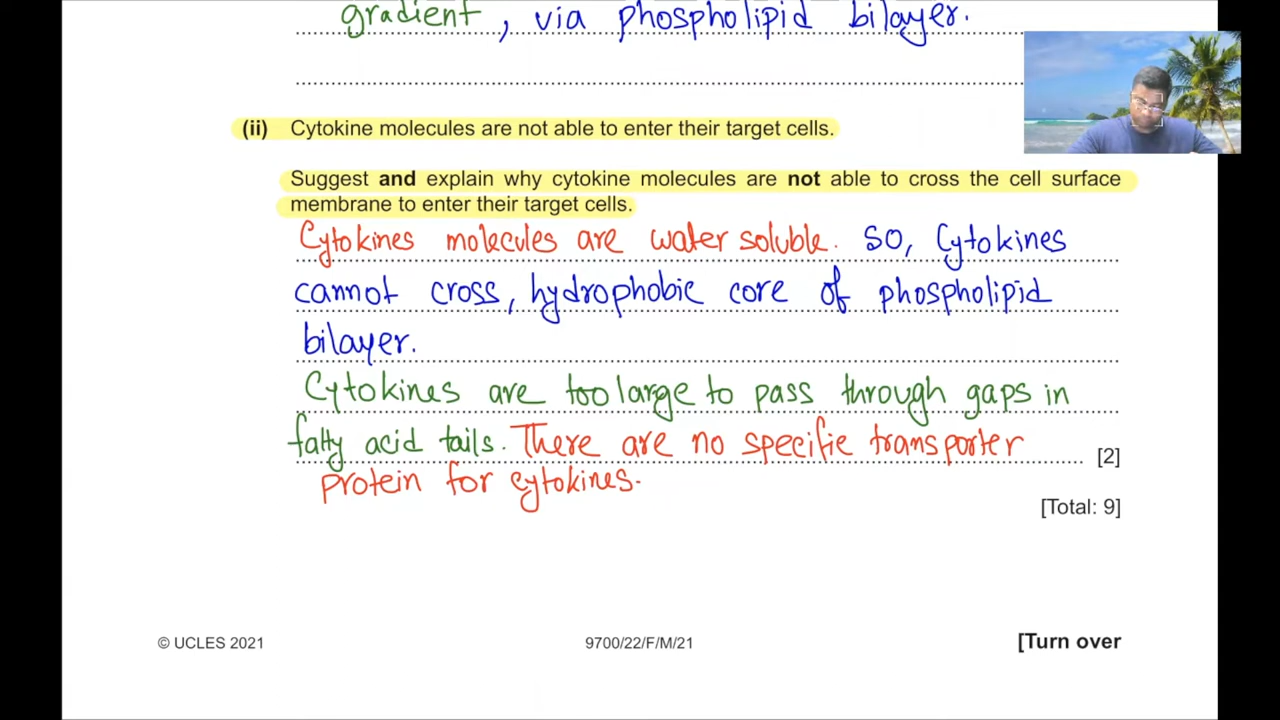 gradient, via phospholipid bilayer.
(ii) Cytokine molecules are not able to enter their target cells.
Suggest and explain why cytokine molecules are not able to cross the cell surface
membrane to enter their target cells.
Cytokines molecules are water soluble. SO, Cytokines
cannot cross, hydrophobic core of phospholipid
bilayer.
Cytokines are too large to pass through gaps in
fatty acid tails. There are no specific transporter
protein for cytokines.
[2]
[Total: 9]
© UCLES 2021
9700/22/F/M/21
[Turn over